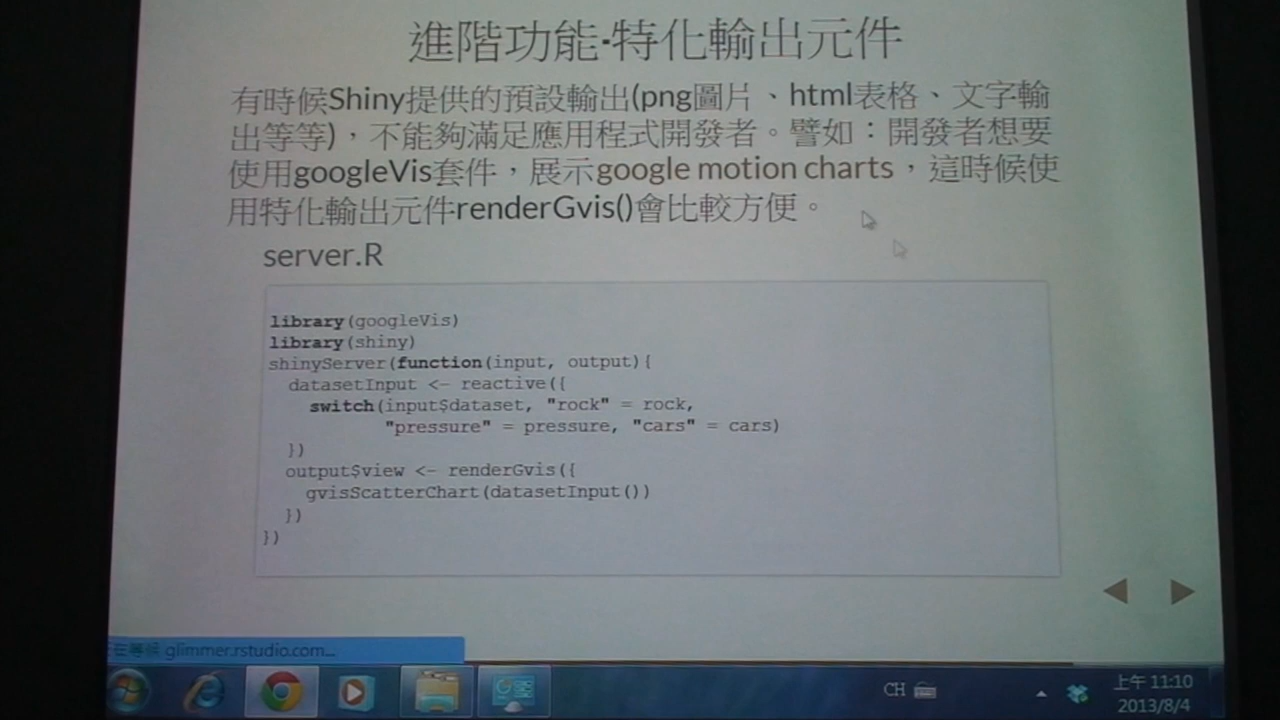 進階功能-特化輸出元件
有時候Shiny提供的預設輸出(png圖片、html表格、文字輸
出等等)，不能夠滿足應用程式開發者。譬如：開發者想要
使用googleVis套件，展示google motion charts，這時候使
用特化輸出元件renderGvis()會比較方便。
server.R
library(googleVis)
library(shiny)
shinyServer(function(input, output){
  datasetInput <- reactive({
    switch(input$dataset, "rock" = rock,
           "pressure" = pressure, "cars" = cars)
  })
  output$view <- renderGvis({
    gvisScatterChart(datasetInput())
  })
})
在等候 glimmer.rstudio.com...
CH
上午 11:10
2013/8/4